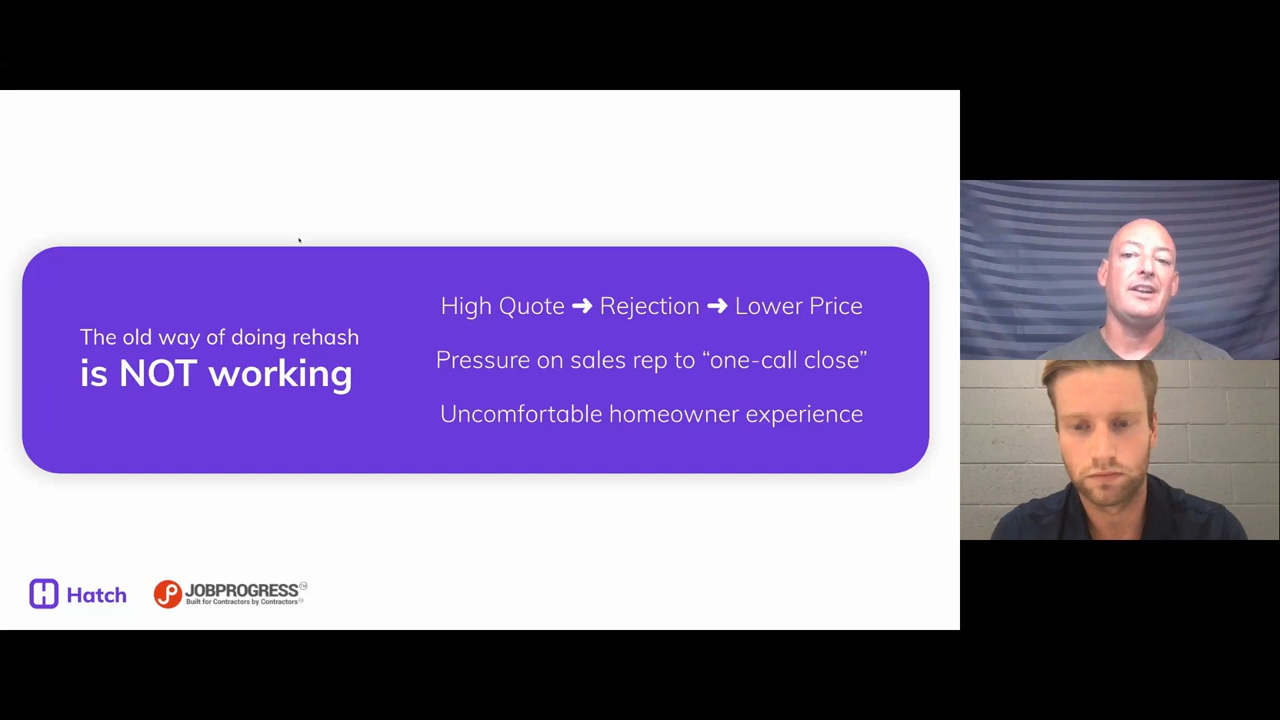 The old way of doing rehash
is NOT working
High Quote ➜ Rejection ➜ Lower Price
Pressure on sales rep to “one-call close”
Uncomfortable homeowner experience
Hatch
JOBPROGRESS
Built for Contractors by Contractors